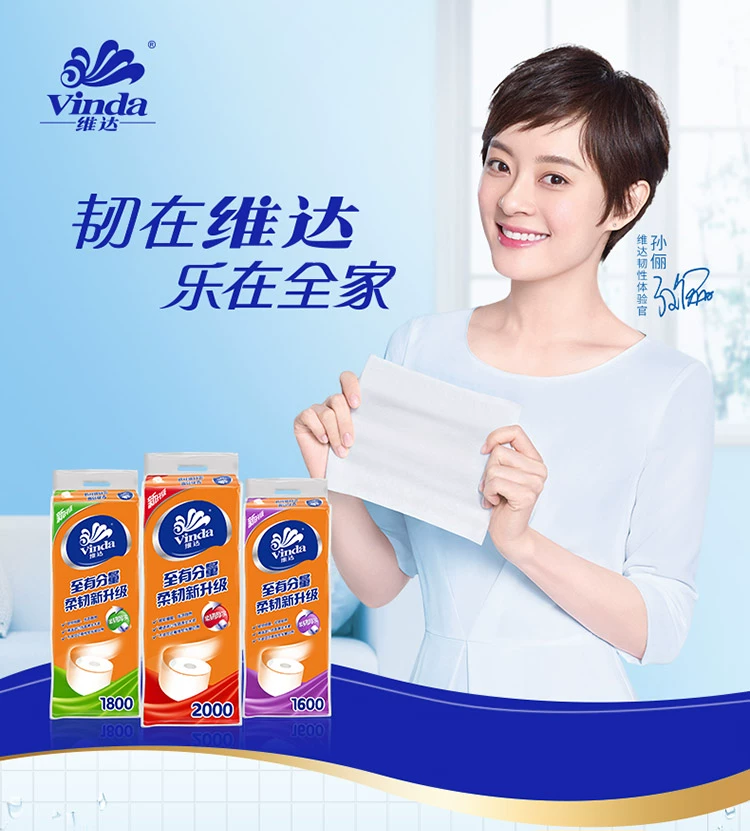 ®
Vinda
维达
韧在维达
乐在全家
孙俪
维达韧性体验官
Vinda
维达
至有分量
柔韧新升级
1800
Vinda
维达
至有分量
柔韧新升级
2000
Vinda
维达
至有分量
柔韧新升级
1600